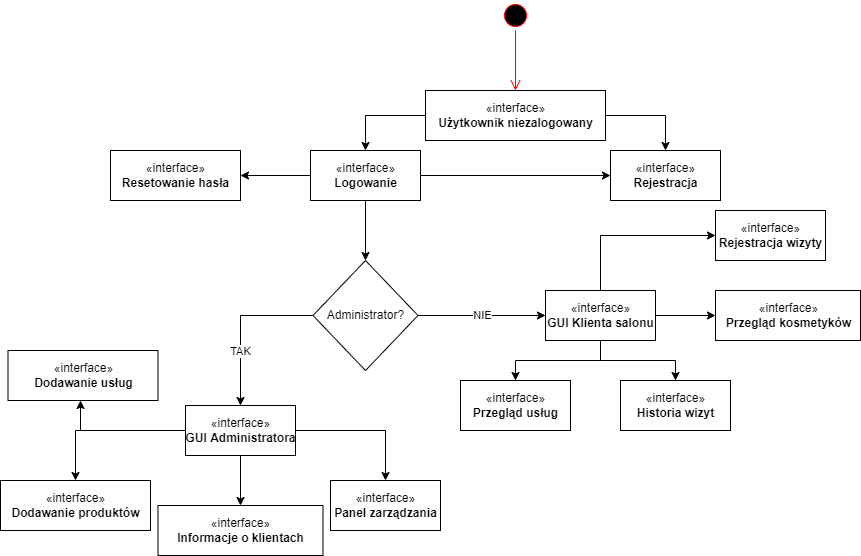 «interface»
Użytkownik niezalogowany
«interface»
Resetowanie hasła
«interface»
Logowanie
«interface»
Rejestracja
«interface»
Rejestracja wizyty
Administrator?
NIE
«interface»
GUI Klienta salonu
«interface»
Przegląd kosmetyków
TAK
«interface»
Dodawanie usług
«interface»
Przegląd usług
«interface»
Historia wizyt
«interface»
GUI Administratora
«interface»
Dodawanie produktów
«interface»
Informacje o klientach
«interface»
Panel zarządzania